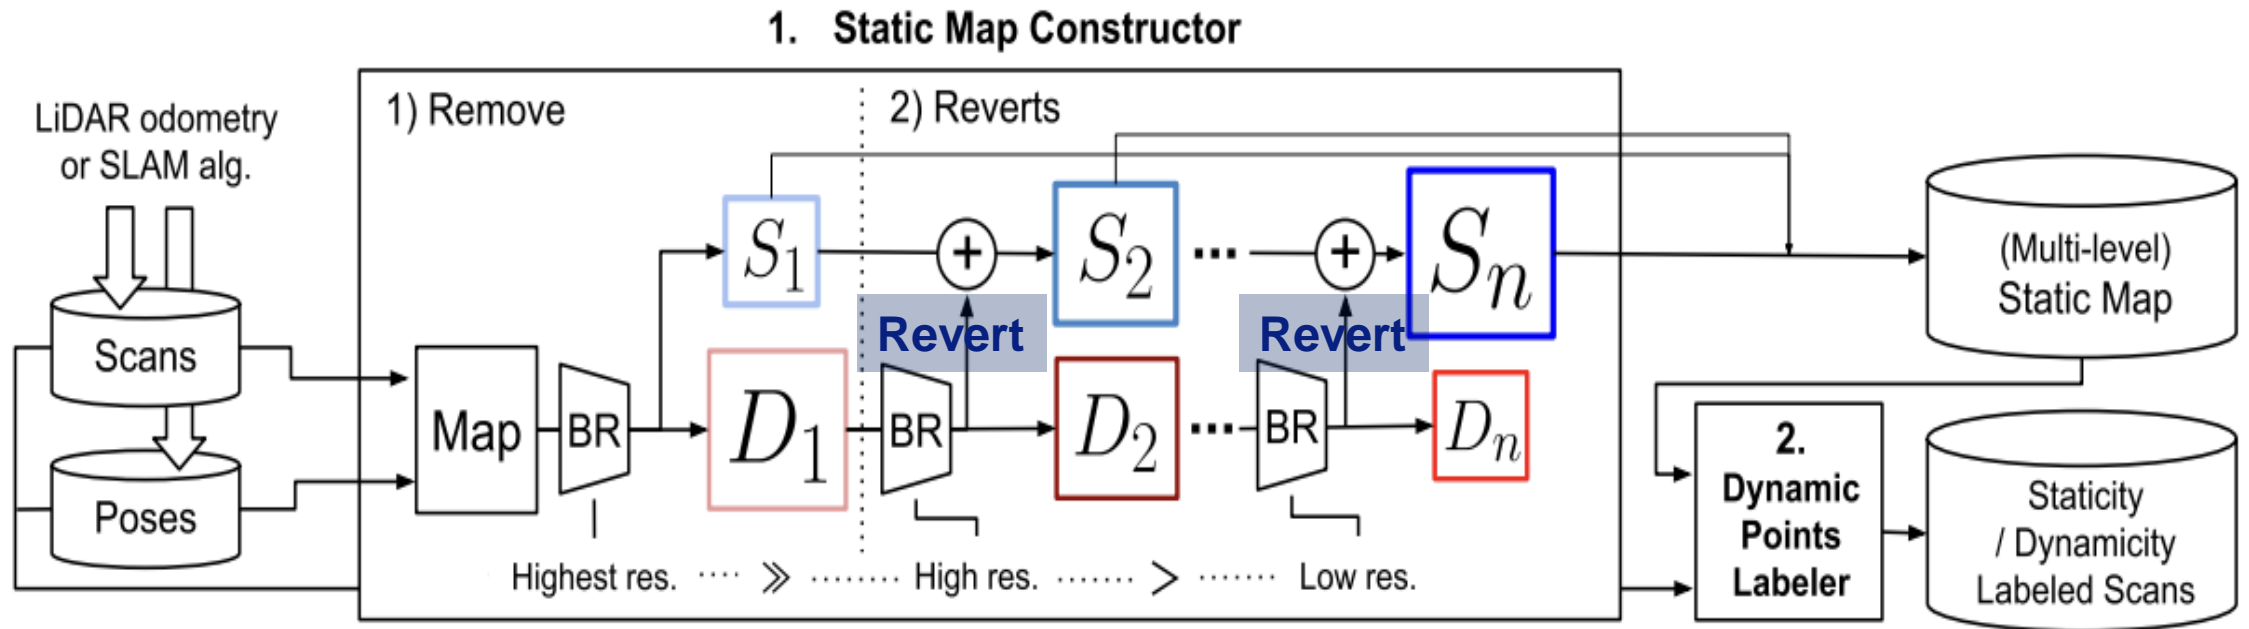 1. Static Map Constructor
LiDAR odometry
or SLAM alg.
1) Remove
2) Reverts
Scans
Poses
Map
BR
S1
D1
BR
+
Revert
S2
D2
...
...
BR
+
Revert
Sn
Dn
Highest res. .... >> ........ High res. ....... > ....... Low res.
(Multi-level)
Static Map
2.
Dynamic
Points
Labeler
Staticity
/ Dynamicity
Labeled Scans